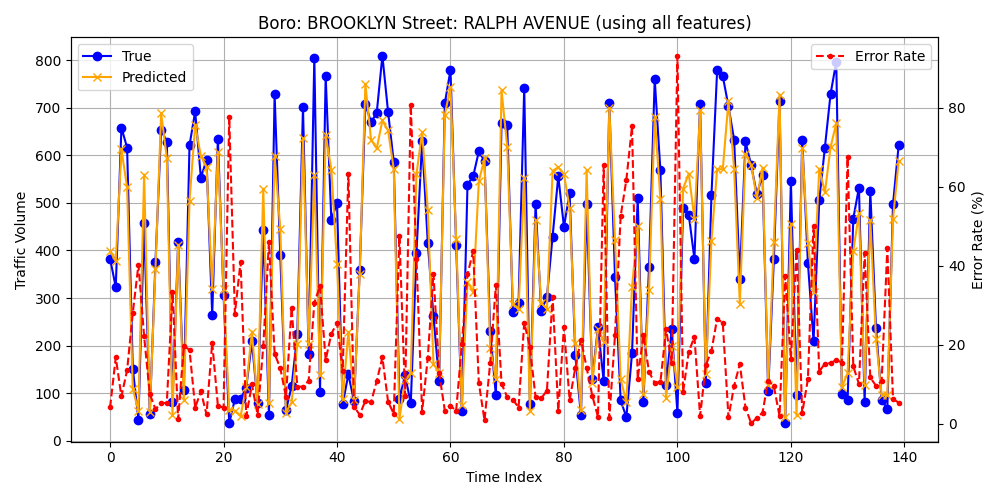 Boro: BROOKLYN Street: RALPH AVENUE (using all features)
True
Predicted
Error Rate
Traffic Volume
800
700
600
500
400
300
200
100
0
80
60
40
20
0
Error Rate (%)
0 20 40 60 80 100 120 140
Time Index